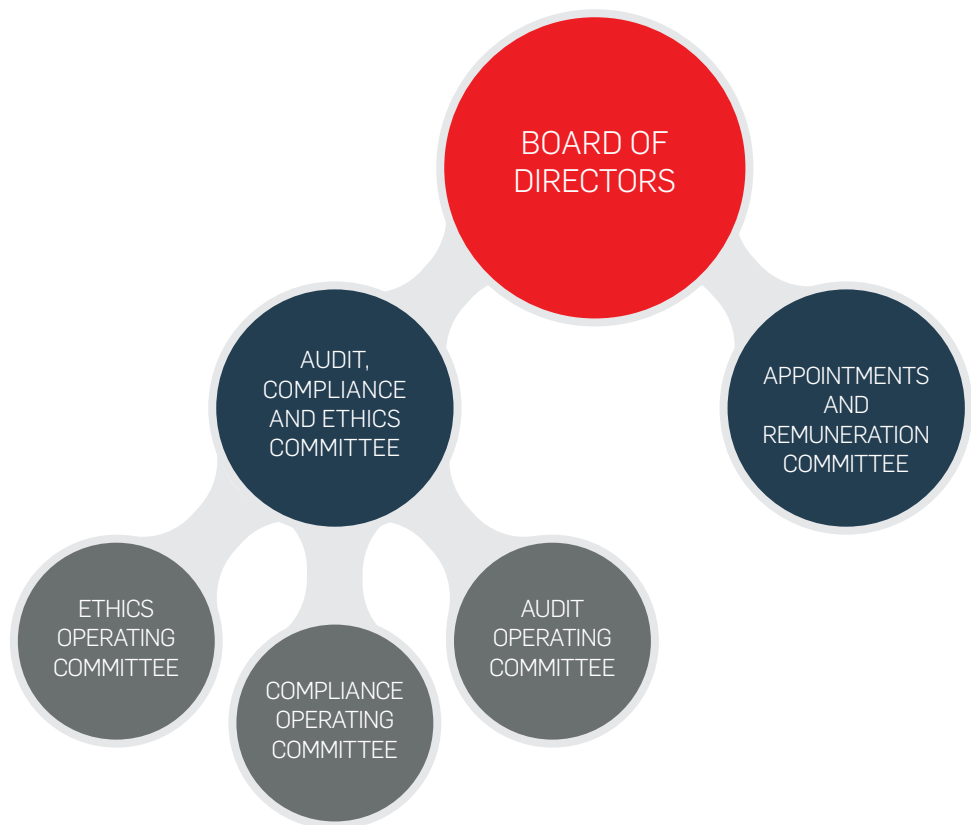 BOARD OF
DIRECTORS
AUDIT,
COMPLIANCE
AND ETHICS
COMMITTEE
APPOINTMENTS
AND
REMUNERATION
COMMITTEE
ETHICS
OPERATING
COMMITTEE
COMPLIANCE
OPERATING
COMMITTEE
AUDIT
OPERATING
COMMITTEE